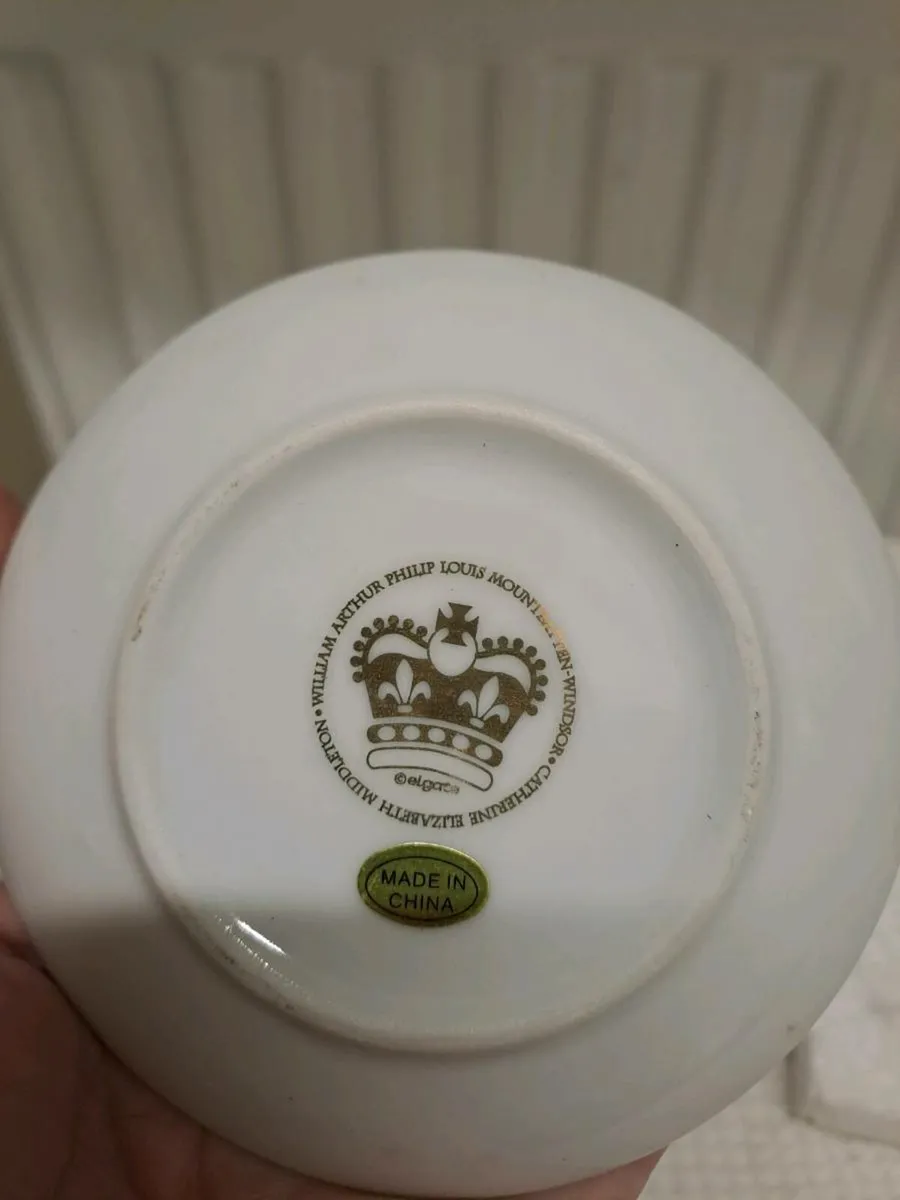 • WILLIAM ARTHUR PHILIP LOUIS MOUNTBATTEN-WINDSOR • CATHERINE ELIZABETH MIDDLETON
©elgate
MADE IN
CHINA